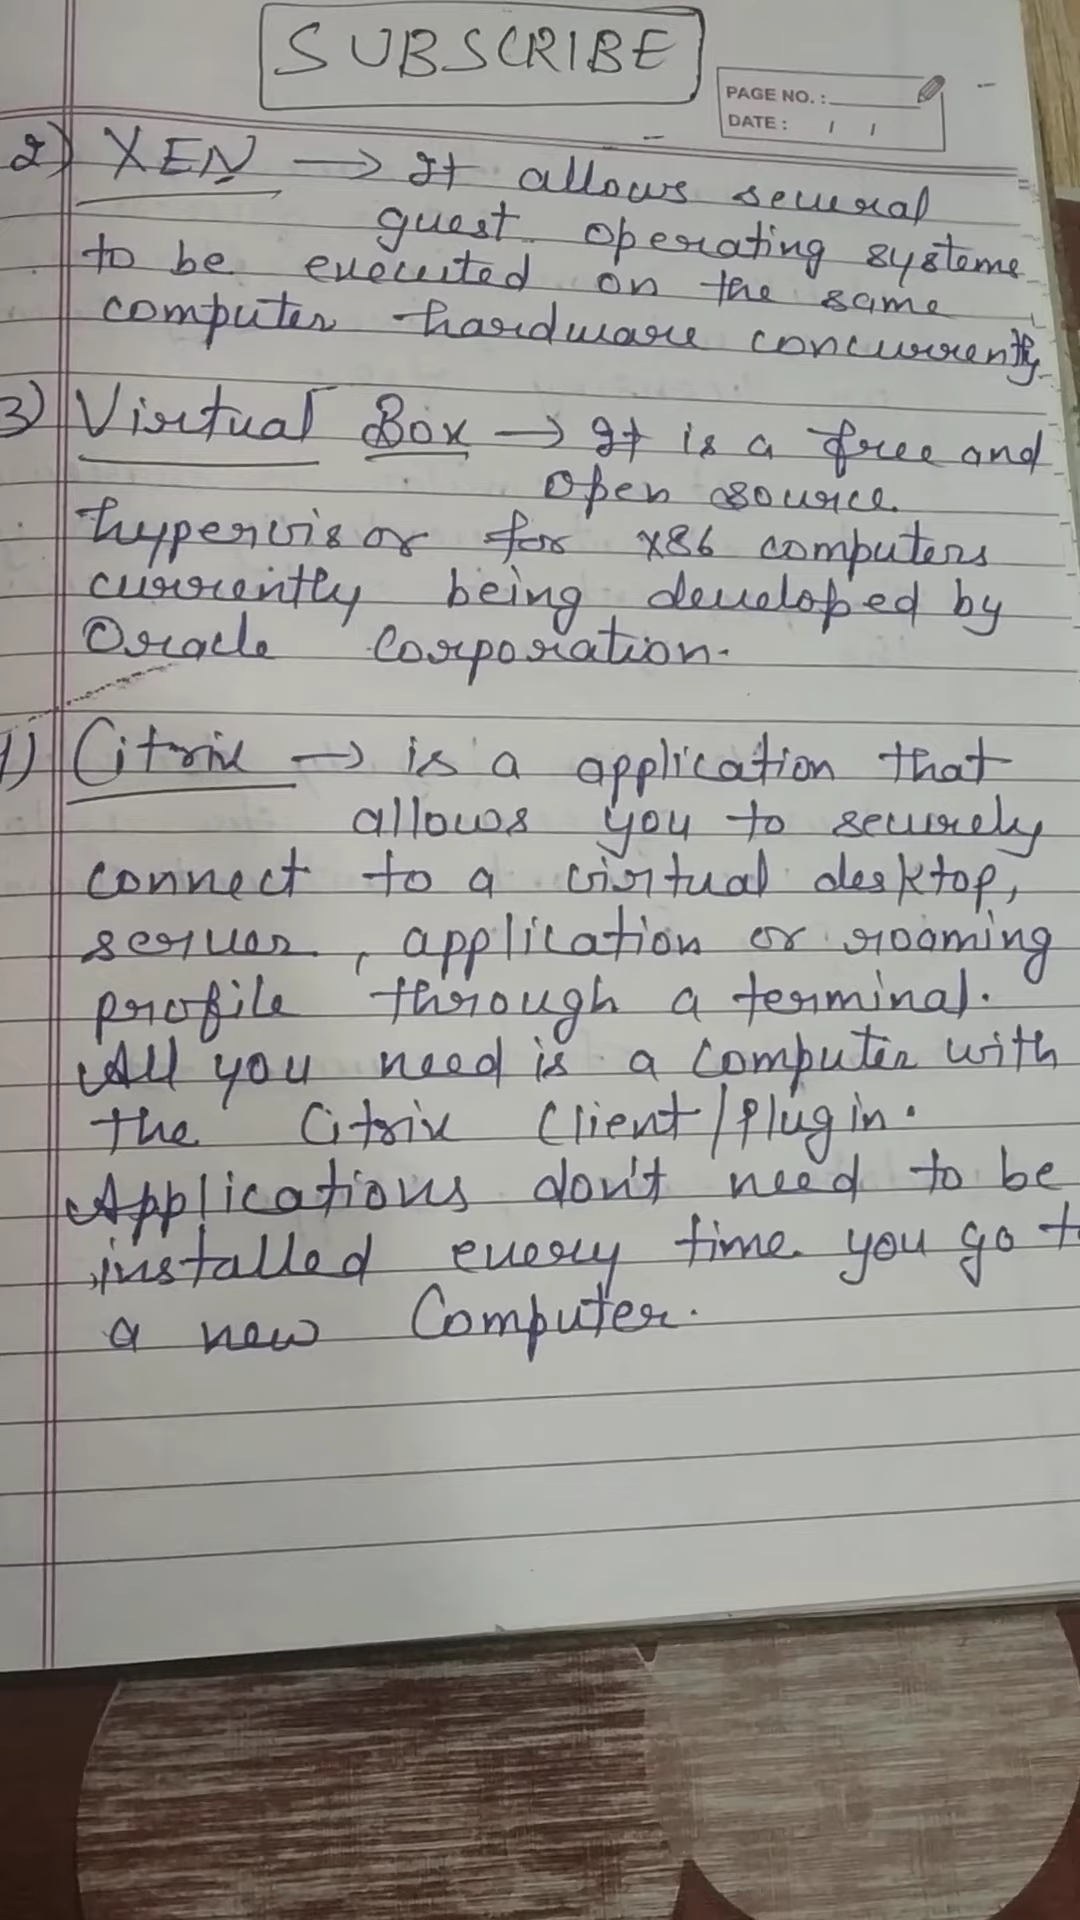 SUBSCRIBE
PAGE NO. :
DATE : / /
2) XEN → It allows several
guest operating systems
to be executed on the same
computer hardware concurrently.
3) Virtual Box → It is a free and
open source.
hypervisor for x86 computers
currently being developed by
Oracle Corporation.
1) Citrix → is a application that
allows you to securely
connect to a virtual desktop,
server, application or roaming
profile through a terminal.
All you need is a computer with
the Citrix Client/Plugin.
Applications don't need to be
installed every time you go t
a new Computer.